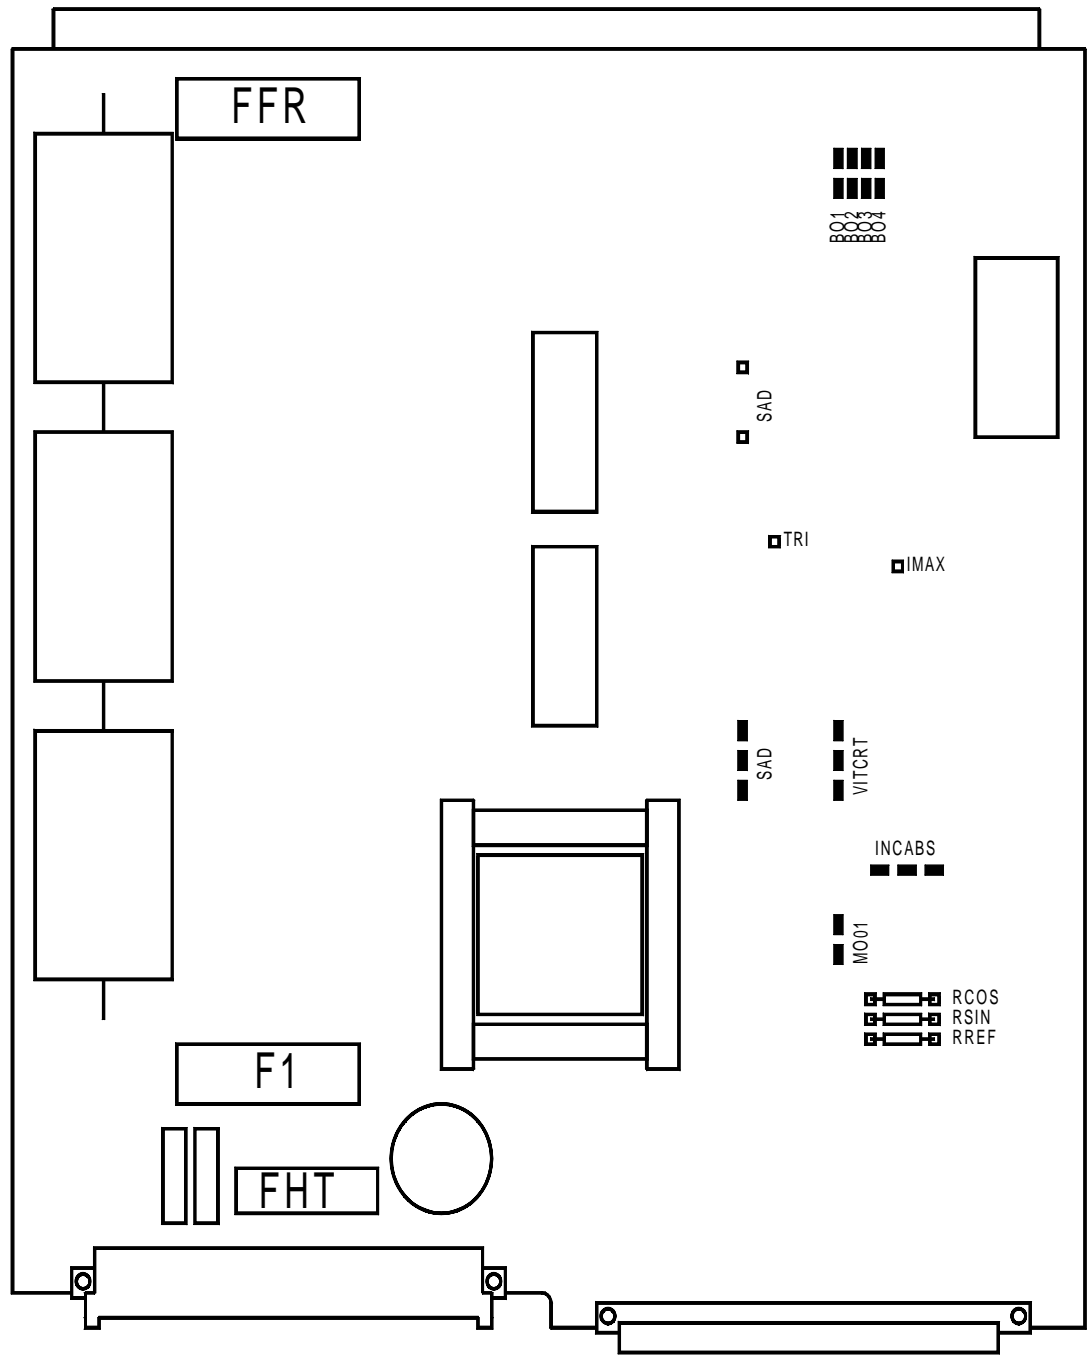 FFR
BO1
BO2
BO3
BO4
SAD
TRI
IMAX
SAD
VITCRT
INCABS
MO01
RCOS
RSIN
RREF
F1
FHT